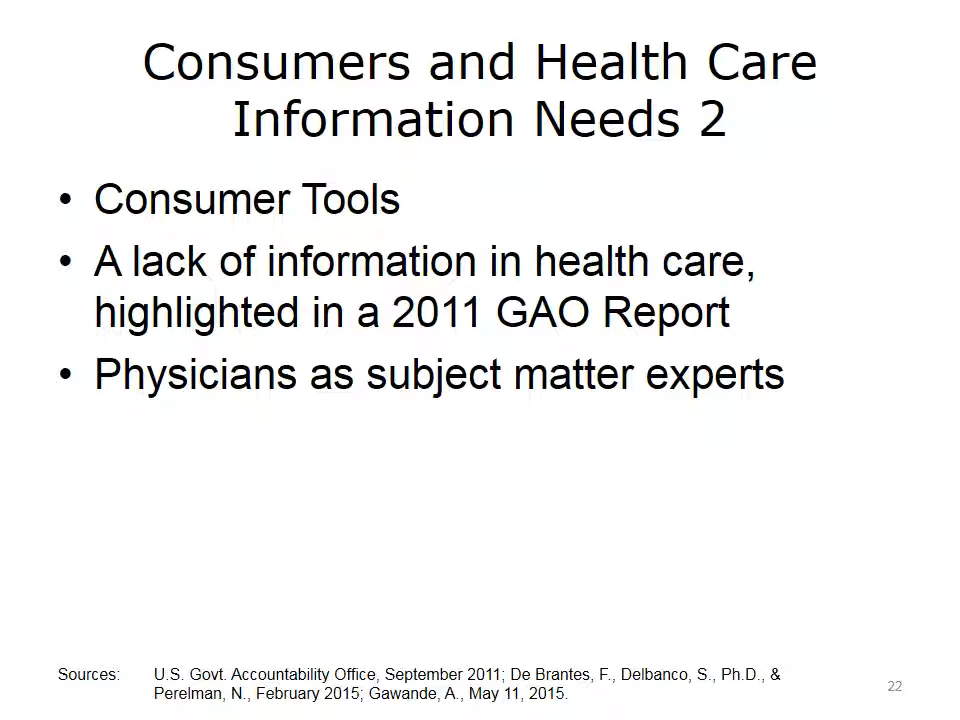 Consumers and Health Care
Information Needs 2
• Consumer Tools
• A lack of information in health care,
highlighted in a 2011 GAO Report
• Physicians as subject matter experts
Sources: U.S. Govt. Accountability Office, September 2011; De Brantes, F., Delbanco, S., Ph.D., &
Perelman, N., February 2015; Gawande, A., May 11, 2015.
22